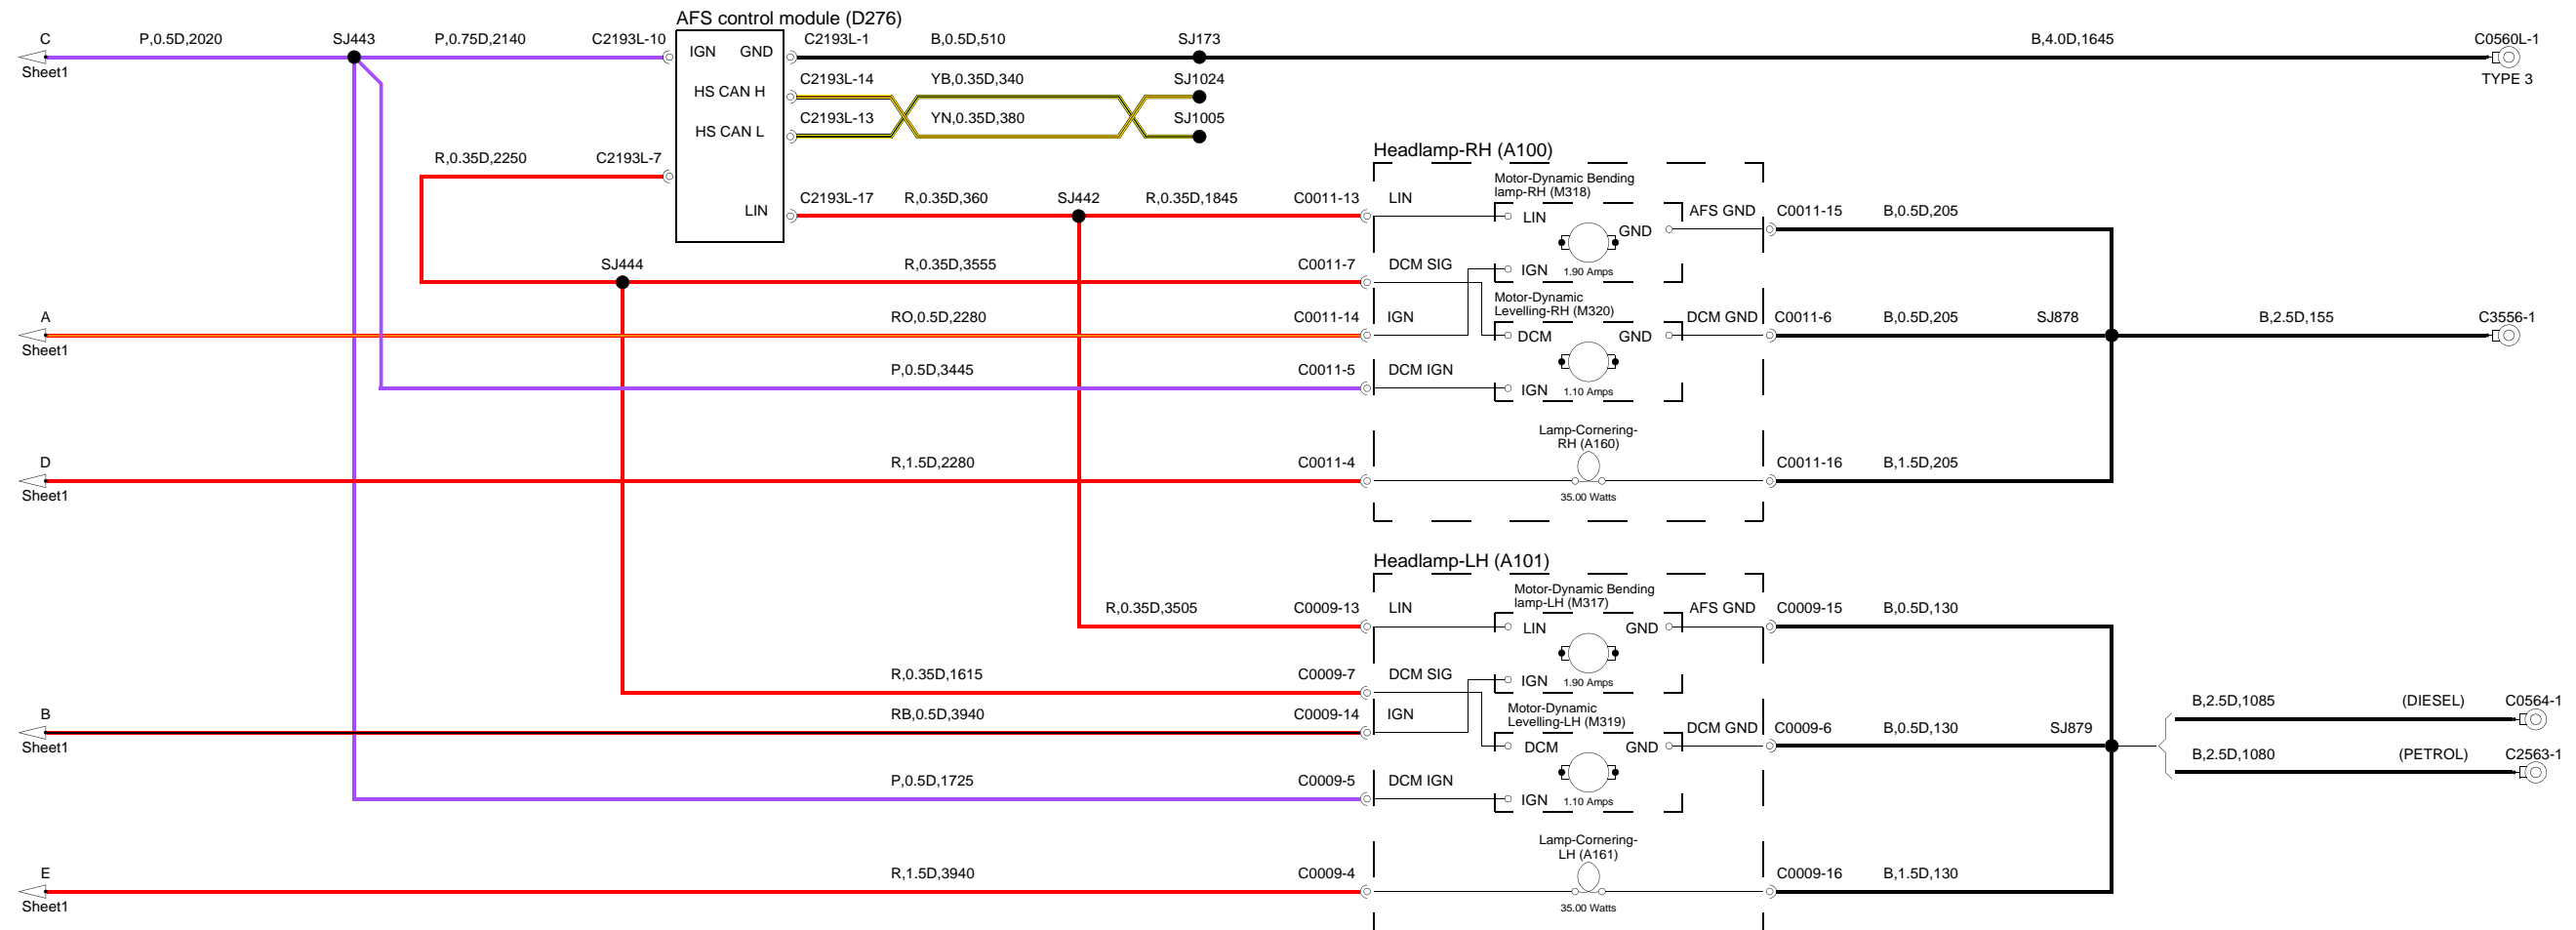 AFS control module (D276)
C
P,0.5D,2020
SJ443
P,0.75D,2140
C2193L-10
IGN
GND
C2193L-1
B,0.5D,510
SJ173
B,4.0D,1645
C0560L-1
Sheet1
TYPE 3
HS CAN H
C2193L-14
YB,0.35D,340
SJ1024
HS CAN L
C2193L-13
YN,0.35D,380
SJ1005
R,0.35D,2250
C2193L-7
LIN
C2193L-17
R,0.35D,360
SJ442
R,0.35D,1845
C0011-13
Headlamp-RH (A100)
LIN
Motor-Dynamic Bending
lamp-RH (M318)
LIN
GND
IGN
1.90 Amps
AFS GND
C0011-15
B,0.5D,205
SJ444
R,0.35D,3555
C0011-7
DCM SIG
A
Sheet1
RO,0.5D,2280
C0011-14
IGN
Motor-Dynamic
Levelling-RH (M320)
DCM
GND
IGN
1.10 Amps
DCM GND
C0011-6
B,0.5D,205
SJ878
B,2.5D,155
C3556-1
P,0.5D,3445
C0011-5
DCM IGN
D
Sheet1
R,1.5D,2280
C0011-4
Lamp-Cornering-
RH (A160)
35.00 Watts
C0011-16
B,1.5D,205
Headlamp-LH (A101)
R,0.35D,3505
C0009-13
LIN
Motor-Dynamic Bending
lamp-LH (M317)
LIN
GND
IGN
1.90 Amps
AFS GND
C0009-15
B,0.5D,130
R,0.35D,1615
C0009-7
DCM SIG
B
Sheet1
RB,0.5D,3940
C0009-14
IGN
Motor-Dynamic
Levelling-LH (M319)
DCM
GND
IGN
1.10 Amps
DCM GND
C0009-6
B,0.5D,130
SJ879
B,2.5D,1085
(DIESEL)
C0564-1
B,2.5D,1080
(PETROL)
C2563-1
P,0.5D,1725
C0009-5
DCM IGN
E
Sheet1
R,1.5D,3940
C0009-4
Lamp-Cornering-
LH (A161)
35.00 Watts
C0009-16
B,1.5D,130